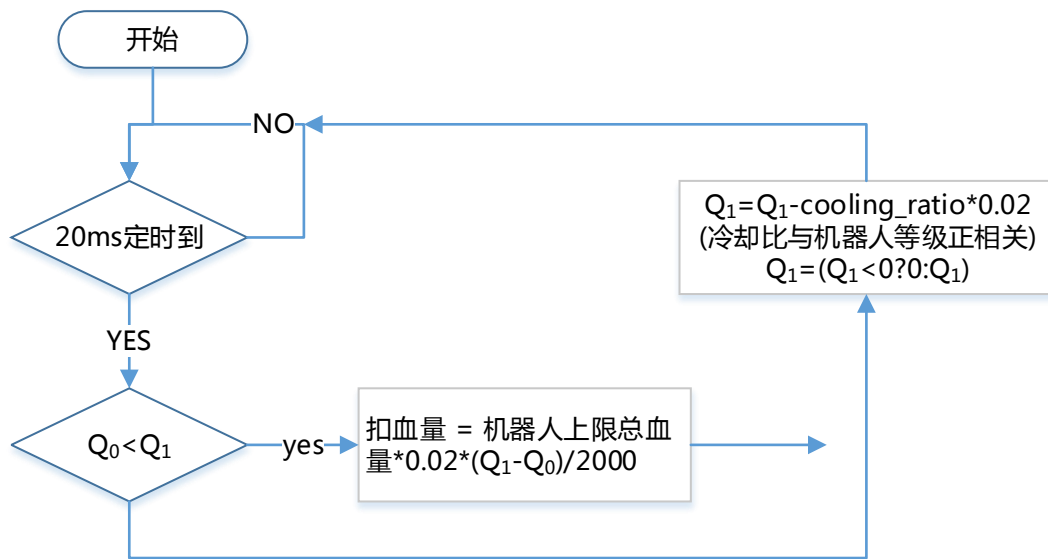 开始
NO
20ms定时到
YES
Q₀<Q₁
yes
扣血量 = 机器人上限总血
量*0.02*(Q₁-Q₀)/2000
Q₁=Q₁-cooling_ratio*0.02
(冷却比与机器人等级正相关)
Q₁=(Q₁<0?0:Q₁)